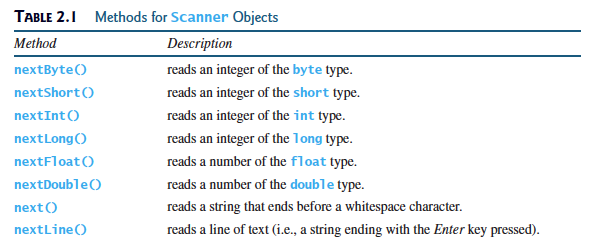 TABLE 2.1 Methods for Scanner Objects
Method Description
nextByte() reads an integer of the byte type.
nextShort() reads an integer of the short type.
nextInt() reads an integer of the int type.
nextLong() reads an integer of the long type.
nextFloat() reads a number of the float type.
nextDouble() reads a number of the double type.
next() reads a string that ends before a whitespace character.
nextLine() reads a line of text (i.e., a string ending with the Enter key pressed).